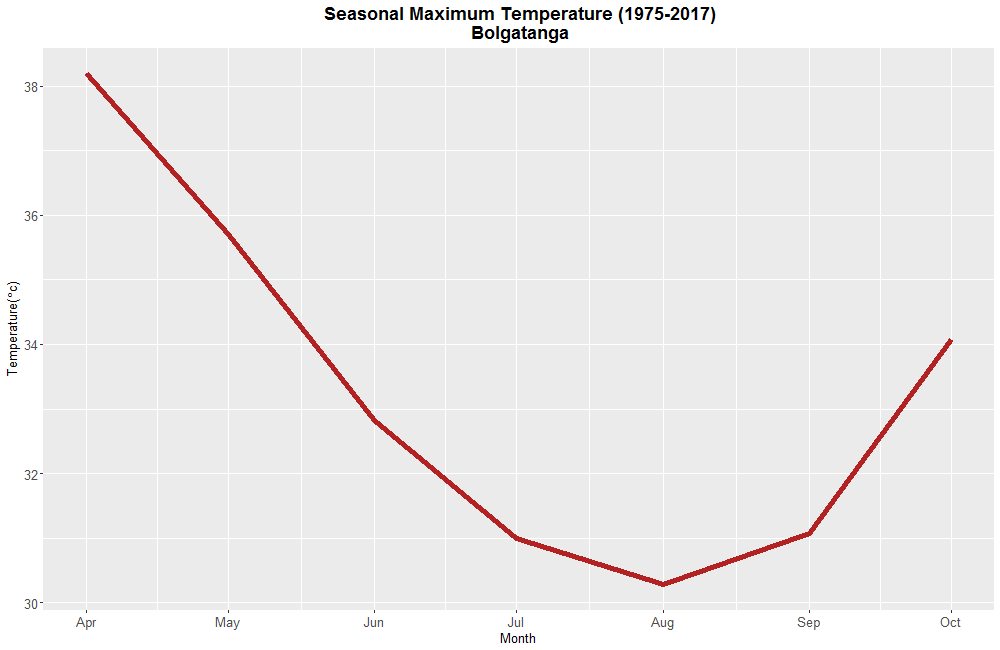 Seasonal Maximum Temperature (1975-2017)
Bolgatanga
Temperature(°c)
38
36
34
32
30
Apr May Jun Jul Aug Sep Oct
Month